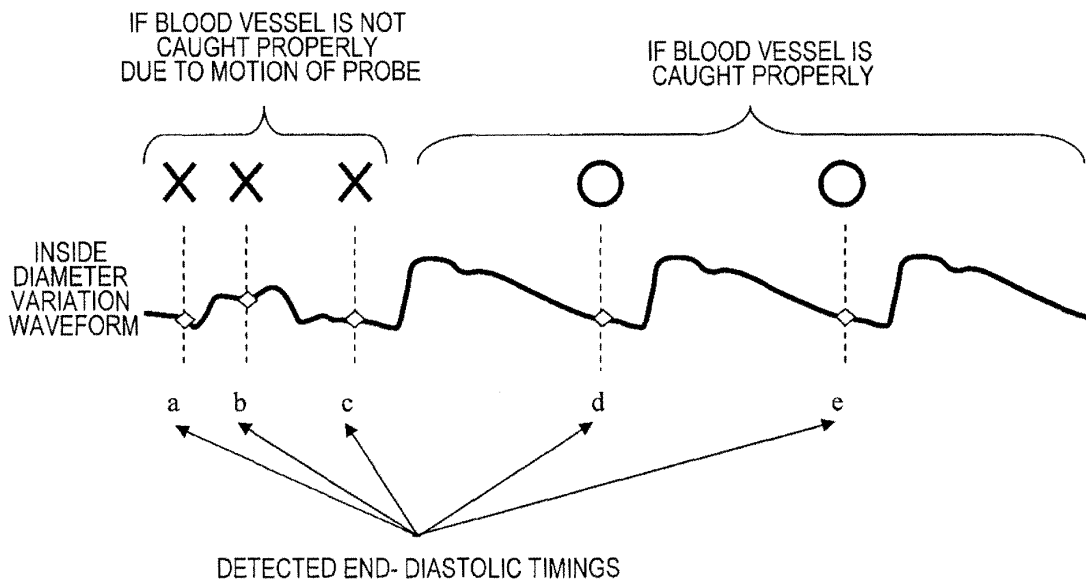 IF BLOOD VESSEL IS NOT
CAUGHT PROPERLY
DUE TO MOTION OF PROBE
IF BLOOD VESSEL IS
CAUGHT PROPERLY
INSIDE
DIAMETER
VARIATION
WAVEFORM
a b c d e
DETECTED END- DIASTOLIC TIMINGS